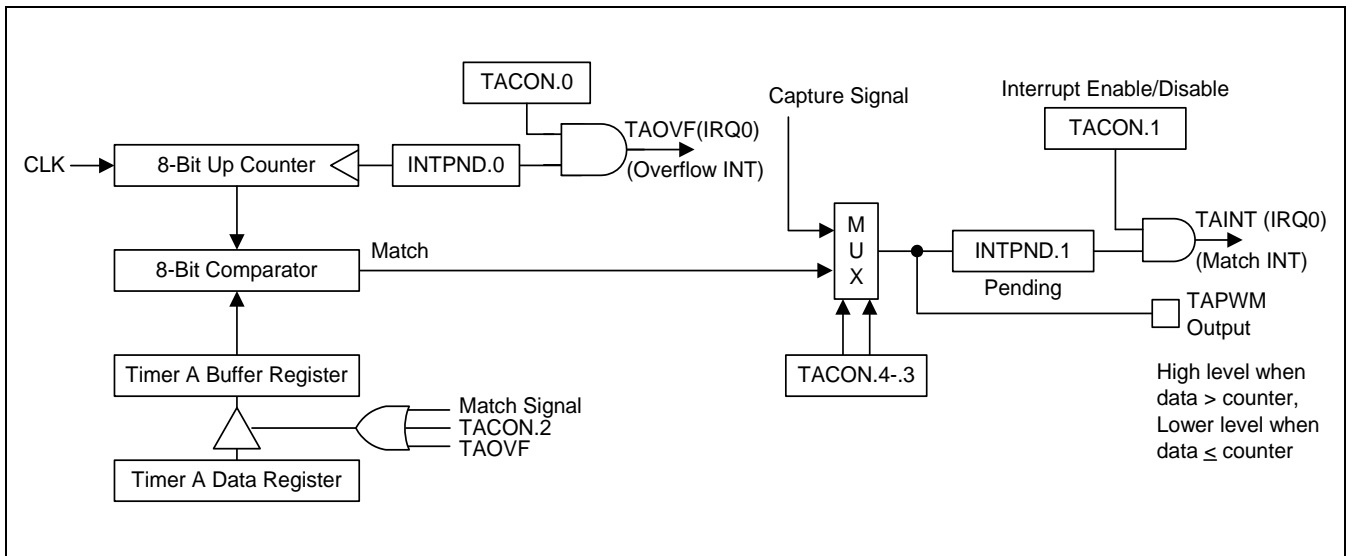 TACON.0
TAOVF(IRQ0)
(Overflow INT)
CLK
8-Bit Up Counter
INTPND.0
8-Bit Comparator
Match
Timer A Buffer Register
Match Signal
TACON.2
TAOVF
Timer A Data Register
Capture Signal
M
U
X
TACON.4-.3
Interrupt Enable/Disable
TACON.1
INTPND.1
Pending
TAINT (IRQ0)
(Match INT)
TAPWM
Output
High level when
data > counter,
Lower level when
data ≤ counter